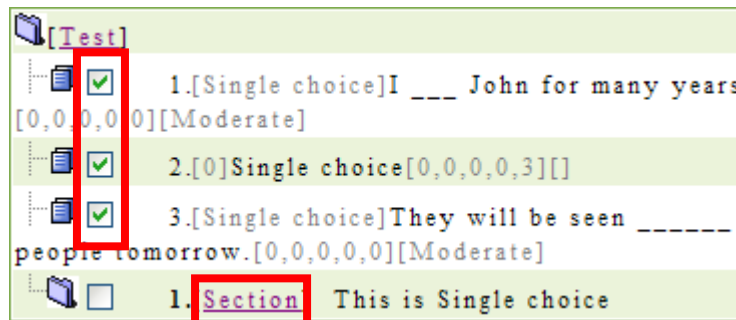 [Test]
1.[Single choice]I ___ John for many years
[0,0,0,0,0][Moderate]
2.[0]Single choice[0,0,0,0,3][]
3.[Single choice]They will be seen ______
people tomorrow.[0,0,0,0,0][Moderate]
1. Section] This is Single choice